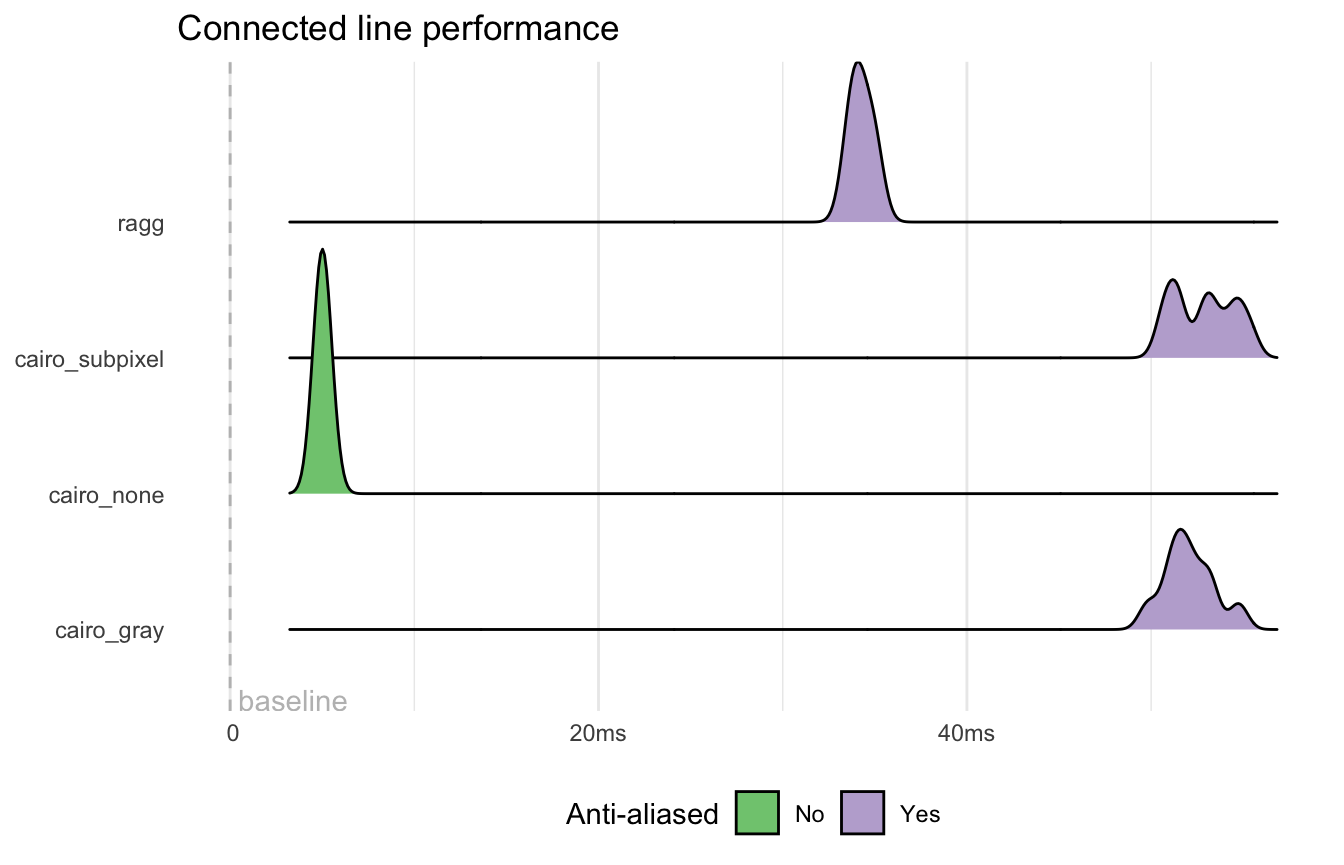 Connected line performance
ragg
cairo_subpixel
cairo_none
cairo_gray
baseline
0 20ms 40ms
Anti-aliased No Yes